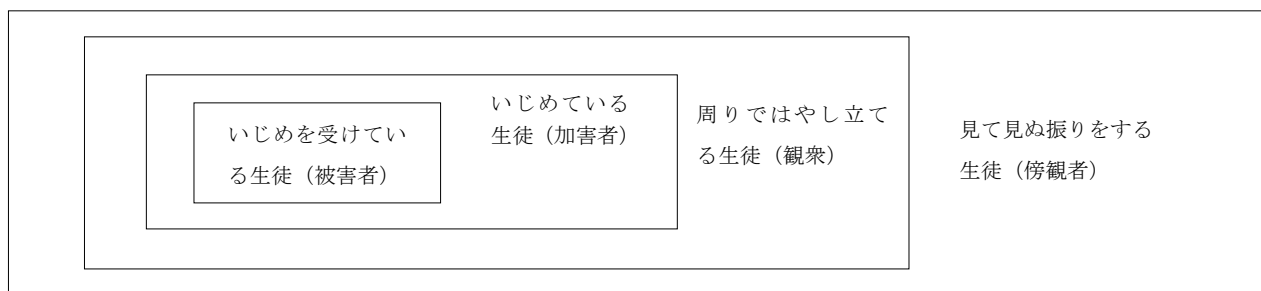 いじめを受けてい
る生徒（被害者）
いじめている
生徒（加害者）
周りではやし立て
る生徒（観衆）
見て見ぬ振りをする
生徒（傍観者）